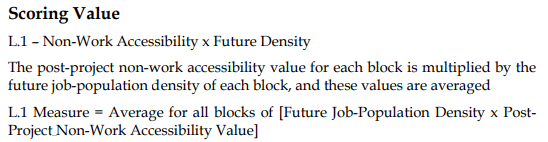 Scoring Value
L.1 – Non-Work Accessibility x Future Density
The post-project non-work accessibility value for each block is multiplied by the
future job-population density of each block, and these values are averaged
L.1 Measure = Average for all blocks of [Future Job-Population Density x Post-
Project Non-Work Accessibility Value]